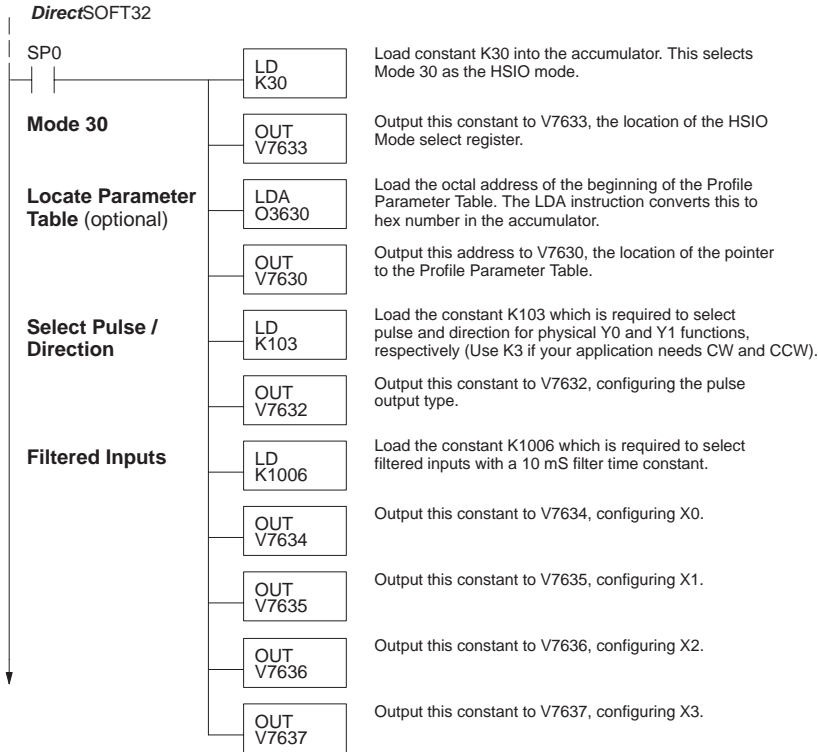 DirectSOFT32
SP0
LD
K30
Load constant K30 into the accumulator. This selects
Mode 30 as the HSIO mode.
Mode 30
OUT
V7633
Output this constant to V7633, the location of the HSIO
Mode select register.
Locate Parameter
Table (optional)
LDA
O3630
Load the octal address of the beginning of the Profile
Parameter Table. The LDA instruction converts this to
hex number in the accumulator.
OUT
V7630
Output this address to V7630, the location of the pointer
to the Profile Parameter Table.
Select Pulse /
Direction
LD
K103
Load the constant K103 which is required to select
pulse and direction for physical Y0 and Y1 functions,
respectively (Use K3 if your application needs CW and CCW).
OUT
V7632
Output this constant to V7632, configuring the pulse
output type.
Filtered Inputs
LD
K1006
Load the constant K1006 which is required to select
filtered inputs with a 10 mS filter time constant.
OUT
V7634
Output this constant to V7634, configuring X0.
OUT
V7635
Output this constant to V7635, configuring X1.
OUT
V7636
Output this constant to V7636, configuring X2.
OUT
V7637
Output this constant to V7637, configuring X3.